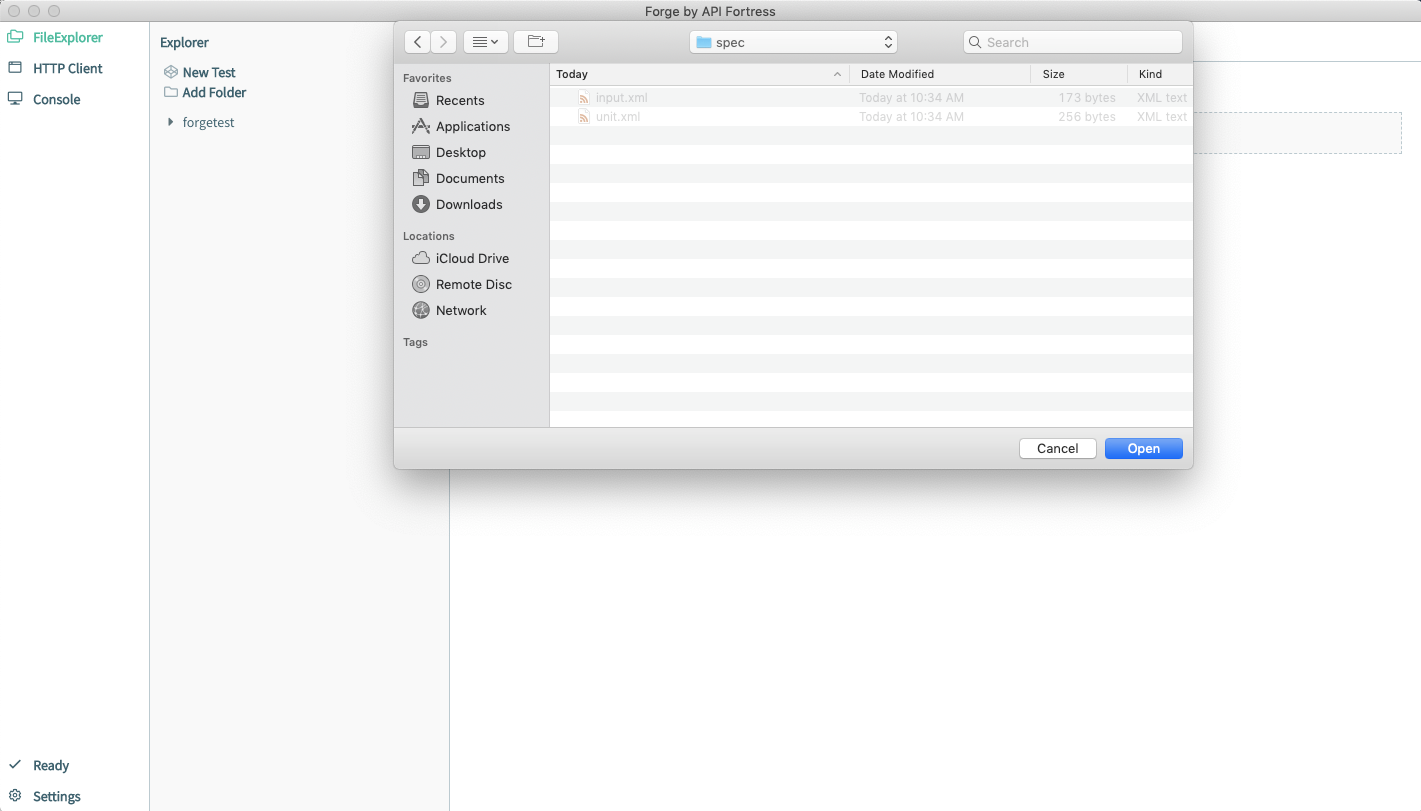 Forge by API Fortress
FileExplorer
HTTP Client
Console
Ready
Settings
Explorer
New Test
Add Folder
forgetest
spec
Search
Favorites
Recents
Applications
Desktop
Documents
Downloads
Locations
iCloud Drive
Remote Disc
Network
Tags
Today Date Modified Size Kind
input.xml Today at 10:34 AM 173 bytes XML text
unit.xml Today at 10:34 AM 256 bytes XML text
Cancel Open